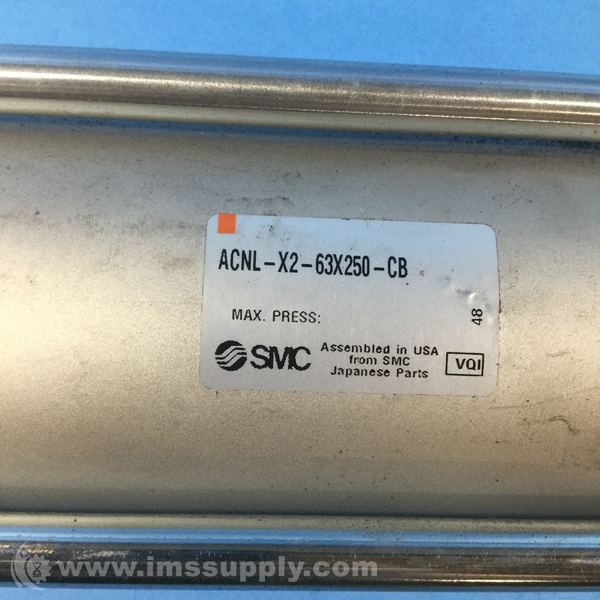 ACNL-X2-63X250-CB
MAX. PRESS:
48
SMC
Assembled in USA
from SMC
Japanese Parts
VQI
www.imssupply.com